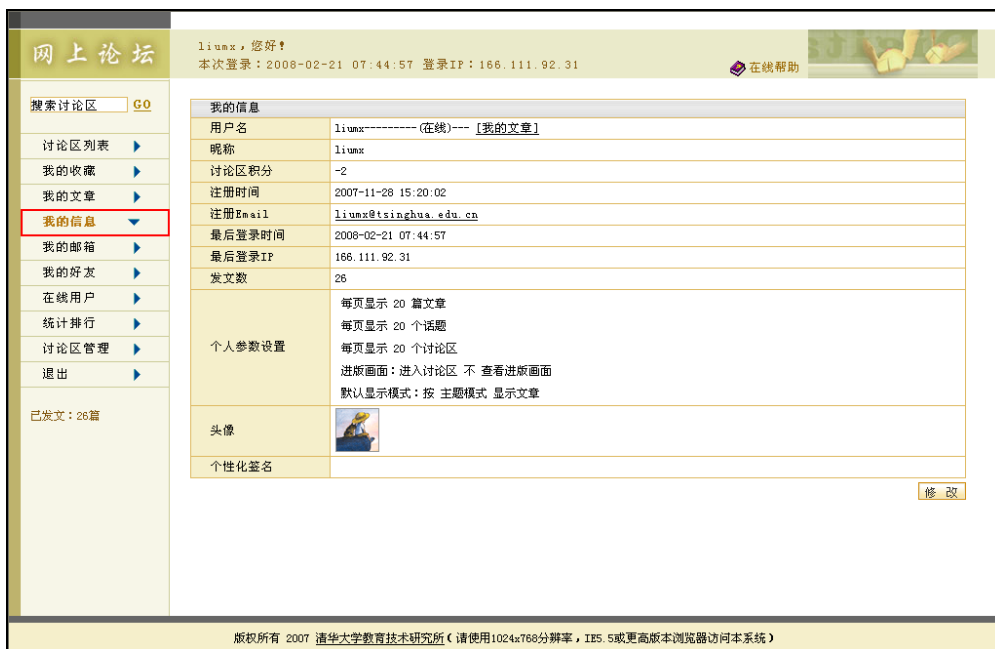 网上论坛
liumx，您好！
本次登录：2008-02-21 07:44:57 登录IP：166.111.92.31
在线帮助
搜索讨论区 GO
讨论区列表
我的收藏
我的文章
我的信息
我的邮箱
我的好友
在线用户
统计排行
讨论区管理
退出
已发文：26篇
我的信息
用户名 liumx---------(在线)--- [我的文章]
昵称 liumx
讨论区积分 -2
注册时间 2007-11-28 15:20:02
注册Email liumx@tsinghua.edu.cn
最后登录时间 2008-02-21 07:44:57
最后登录IP 166.111.92.31
发文数 26
个人参数设置
每页显示 20 篇文章
每页显示 20 个话题
每页显示 20 个讨论区
进版画面：进入讨论区 不 查看进版画面
默认显示模式：按 主题模式 显示文章
头像
个性化签名
修 改
版权所有 2007 清华大学教育技术研究所（请使用1024x768分辨率，IE5.5或更高版本浏览器访问本系统）